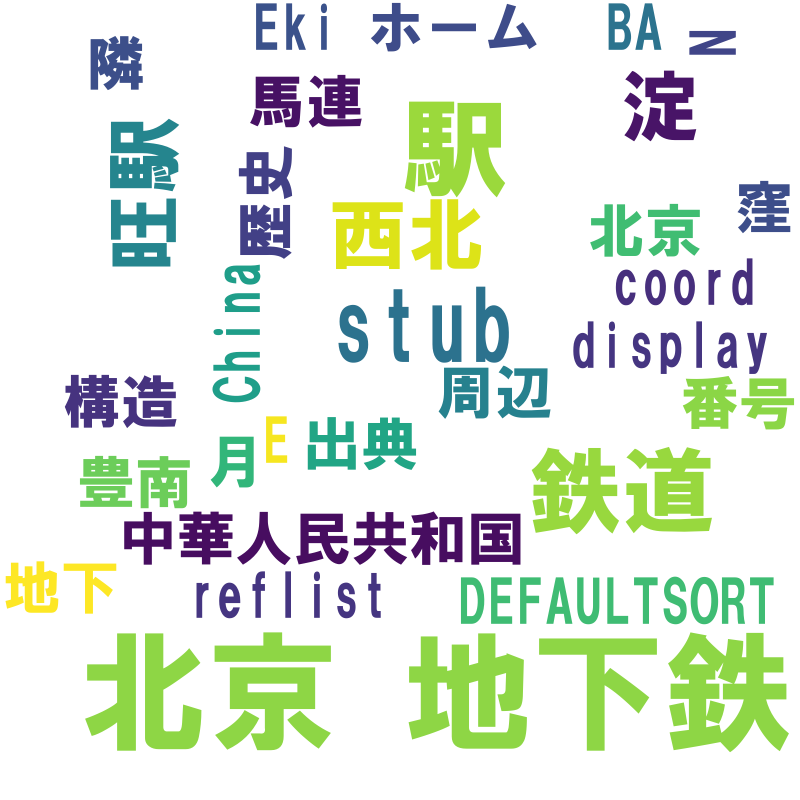 Eki ホーム BA N
隣
馬連 駅 淀
旺駅
歴史
西北 北京 窪
China
stub coord
display
構造 周辺 番号
E
月 出典
豊南 鉄道
中華人民共和国
地下 reflist DEFAULTSORT
北京 地下鉄